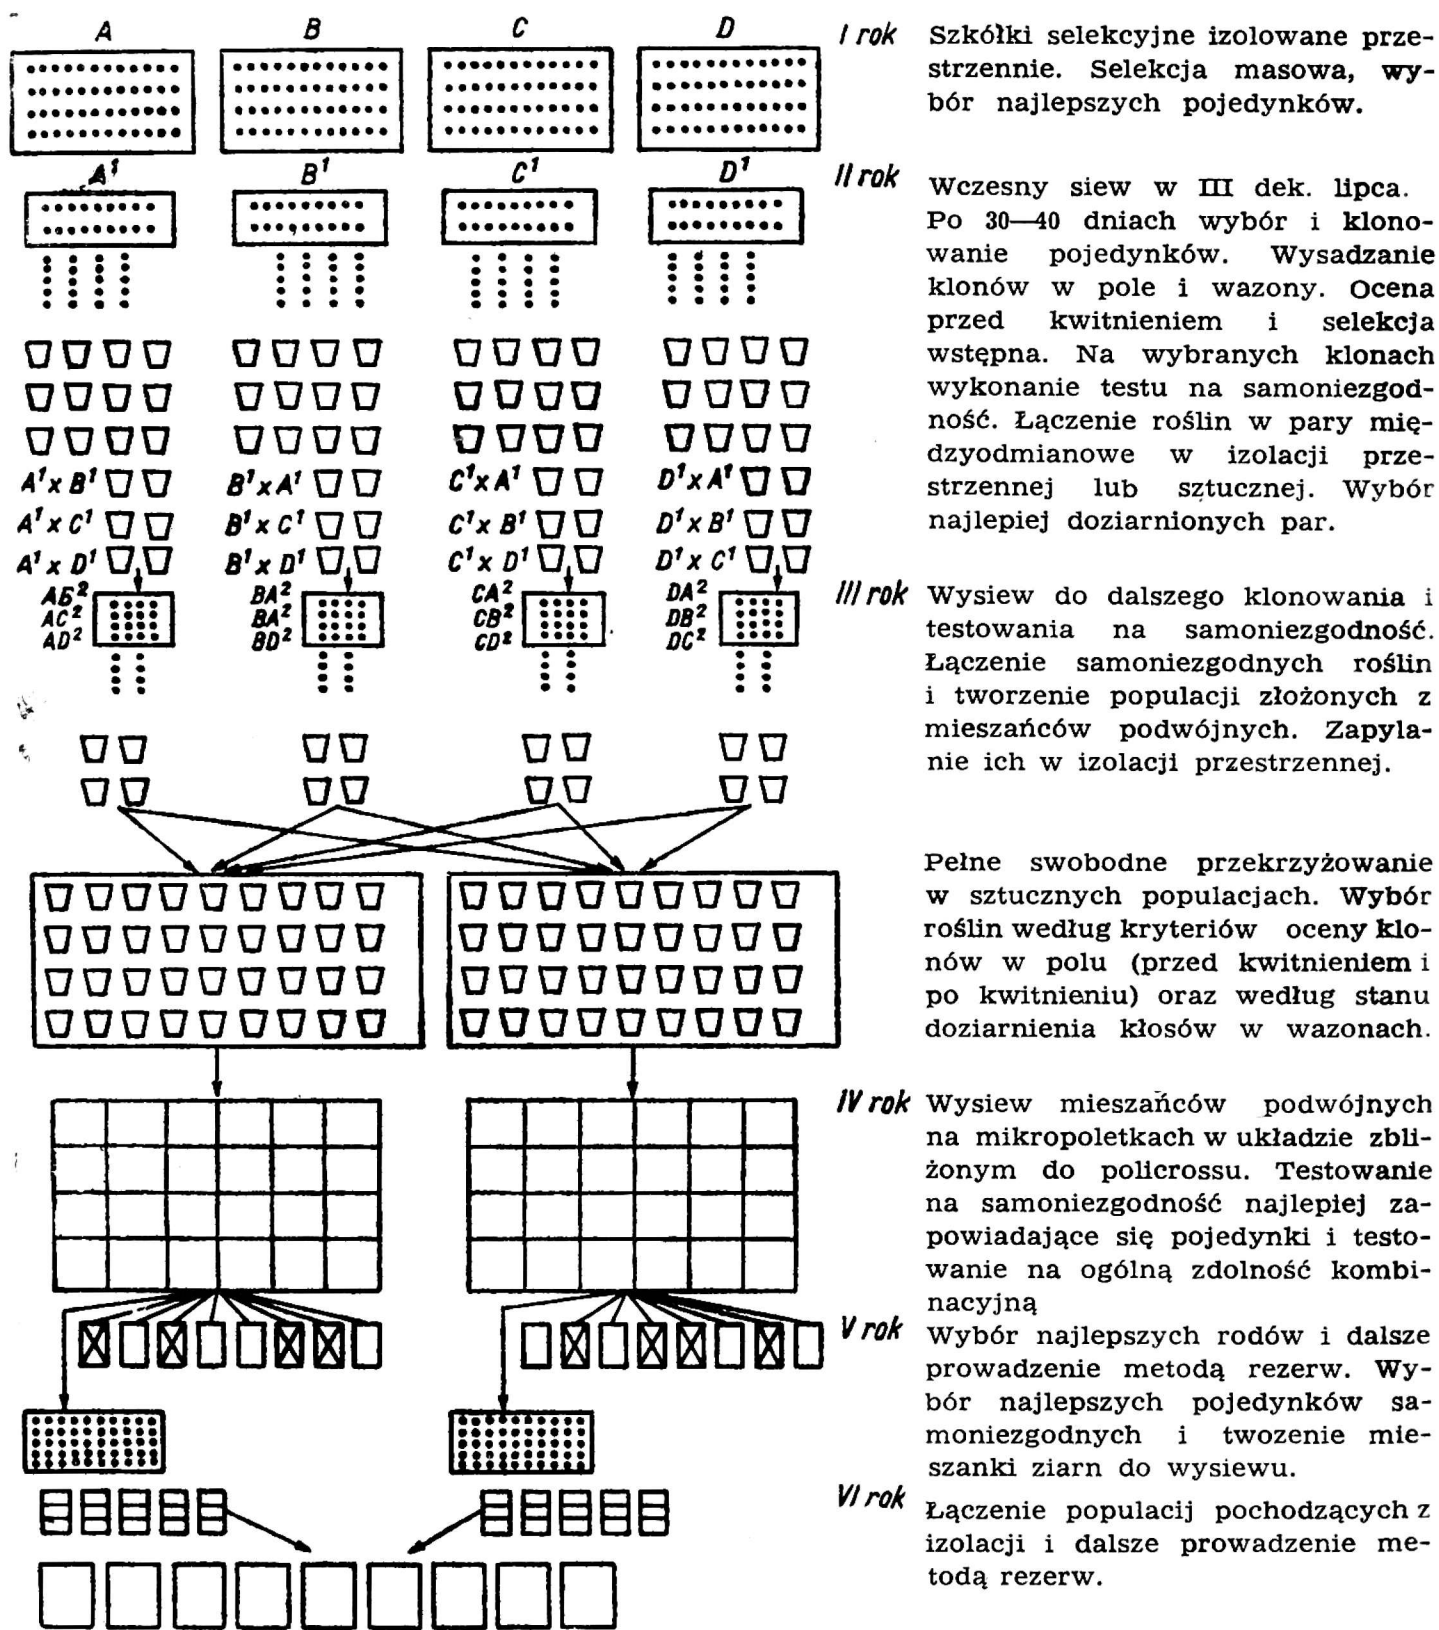 A B C D
I rok
Szkółki selekcyjne izolowane prze-
strzennie. Selekcja masowa, wy-
bór najlepszych pojedynków.
A¹ B¹ C¹ D¹
II rok
Wczesny siew w III dek. lipca.
Po 30—40 dniach wybór i klono-
wanie pojedynków. Wysadzanie
klonów w pole i wazony. Ocena
przed kwitnieniem i selekcja
wstępna. Na wybranych klonach
wykonanie testu na samoniezgod-
ność. Łączenie roślin w pary mię-
dzyodmianowe w izolacji prze-
strzennej lub sztucznej. Wybór
najlepiej doziarnionych par.
A¹ x B¹ B¹ x A¹ C¹ x A¹ D¹ x A¹
A¹ x C¹ B¹ x C¹ C¹ x B¹ D¹ x B¹
A¹ x D¹ B¹ x D¹ C¹ x D¹ D¹ x C¹
AБ² BA² CA² DA²
AC² BA² CB² DB²
AD² BD² CD² DC²
III rok
Wysiew do dalszego klonowania i
testowania na samoniezgodność.
Łączenie samoniezgodnych roślin
i tworzenie populacji złożonych z
mieszańców podwójnych. Zapyla-
nie ich w izolacji przestrzennej.
Pełne swobodne przekrzyżowanie
w sztucznych populacjach. Wybór
roślin według kryteriów oceny klo-
nów w polu (przed kwitnieniem i
po kwitnieniu) oraz według stanu
doziarnienia kłosów w wazonach.
IV rok
Wysiew mieszańców podwójnych
na mikropoletkach w układzie zbli-
żonym do policrossu. Testowanie
na samoniezgodność najlepiej za-
powiadające się pojedynki i testo-
wanie na ogólną zdolność kombi-
nacyjną
V rok
Wybór najlepszych rodów i dalsze
prowadzenie metodą rezerw. Wy-
bór najlepszych pojedynków sa-
moniezgodnych i twozenie mie-
szanki ziarn do wysiewu.
VI rok
Łączenie populacij pochodzących z
izolacji i dalsze prowadzenie me-
todą rezerw.